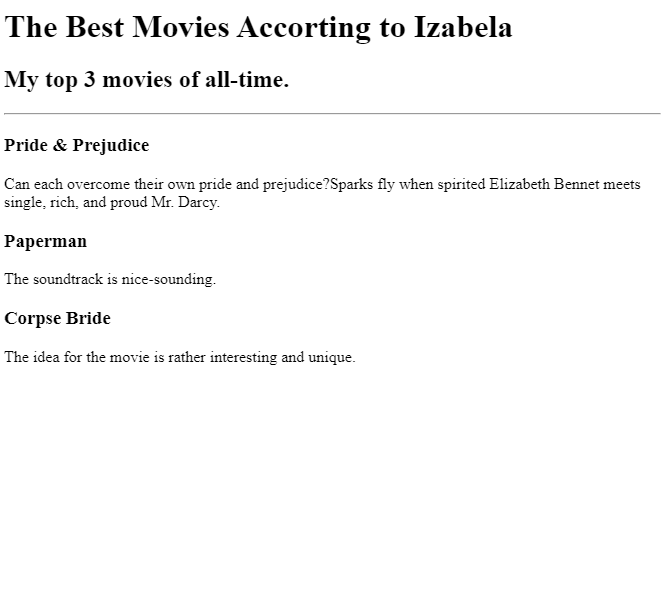 The Best Movies Accorting to Izabela
My top 3 movies of all-time.
Pride & Prejudice
Can each overcome their own pride and prejudice?Sparks fly when spirited Elizabeth Bennet meets
single, rich, and proud Mr. Darcy.
Paperman
The soundtrack is nice-sounding.
Corpse Bride
The idea for the movie is rather interesting and unique.